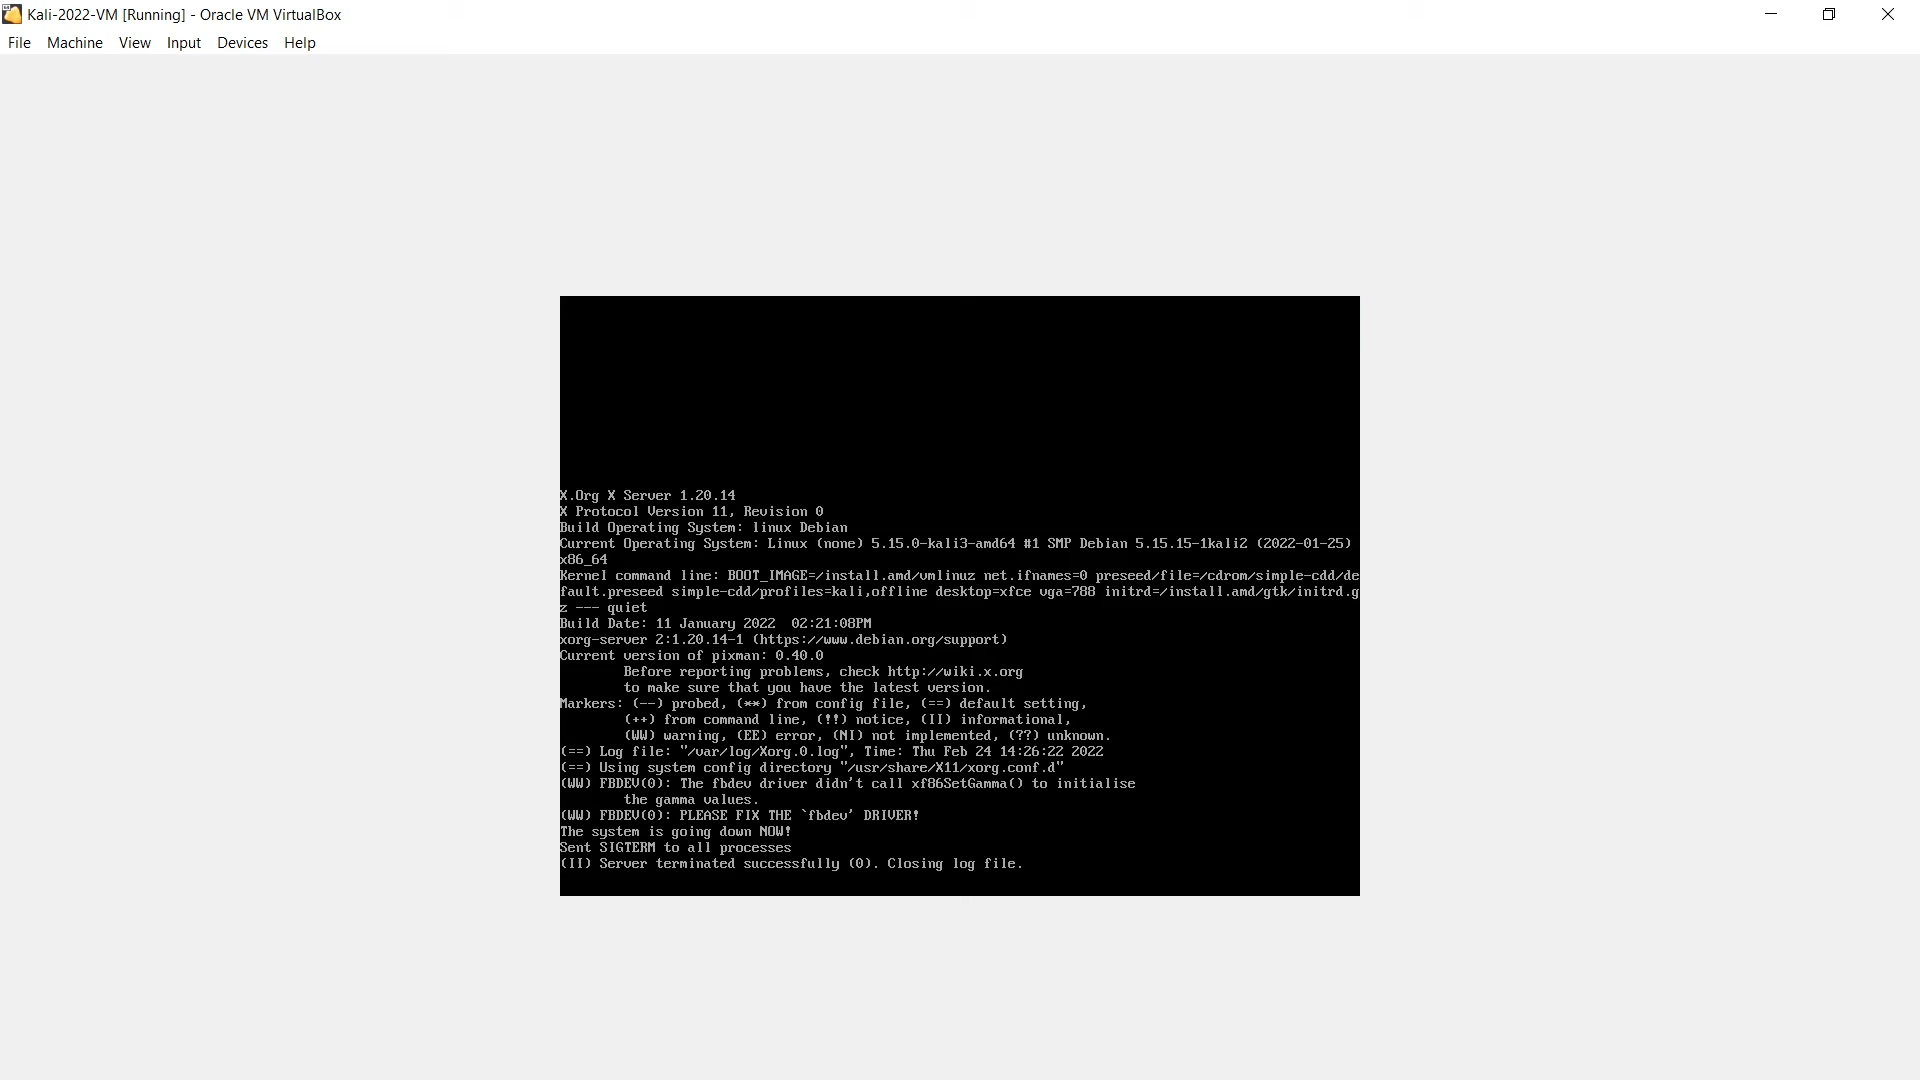 Kali-2022-VM [Running] - Oracle VM VirtualBox
File Machine View Input Devices Help
X.Org X Server 1.20.14
X Protocol Version 11, Revision 0
Build Operating System: linux Debian
Current Operating System: Linux (none) 5.15.0-kali3-amd64 #1 SMP Debian 5.15.15-1kali2 (2022-01-25)
x86_64
Kernel command line: BOOT_IMAGE=/install.amd/vmlinuz net.ifnames=0 preseed/file=/cdrom/simple-cdd/de
fault.preseed simple-cdd/profiles=kali,offline desktop=xfce vga=788 initrd=/install.amd/gtk/initrd.g
z --- quiet
Build Date: 11 January 2022  02:21:08PM
xorg-server 2:1.20.14-1 (https://www.debian.org/support)
Current version of pixman: 0.40.0
Before reporting problems, check http://wiki.x.org
to make sure that you have the latest version.
Markers: (--) probed, (**) from config file, (==) default setting,
(++) from command line, (!!) notice, (II) informational,
(WW) warning, (EE) error, (NI) not implemented, (??) unknown.
(==) Log file: "/var/log/Xorg.0.log", Time: Thu Feb 24 14:26:22 2022
(==) Using system config directory "/usr/share/X11/xorg.conf.d"
(WW) FBDEV(0): The fbdev driver didn't call xf86SetGamma() to initialise
the gamma values.
(WW) FBDEV(0): PLEASE FIX THE `fbdev' DRIVER!
The system is going down NOW!
Sent SIGTERM to all processes
(II) Server terminated successfully (0). Closing log file.